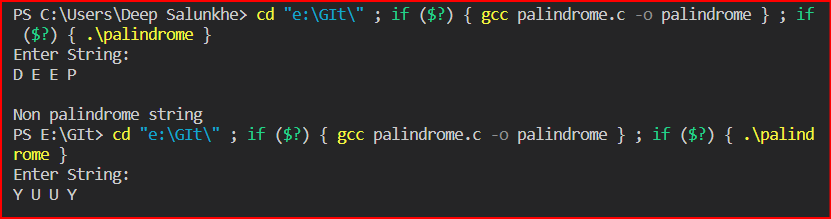 PS C:\Users\Deep Salunkhe> cd "e:\GIt\" ; if ($?) { gcc palindrome.c -o palindrome } ; if
 ($?) { .\palindrome }
Enter String:
D E E P

Non palindrome string
PS E:\GIt> cd "e:\GIt\" ; if ($?) { gcc palindrome.c -o palindrome } ; if ($?) { .\palind
rome }
Enter String:
Y U U Y